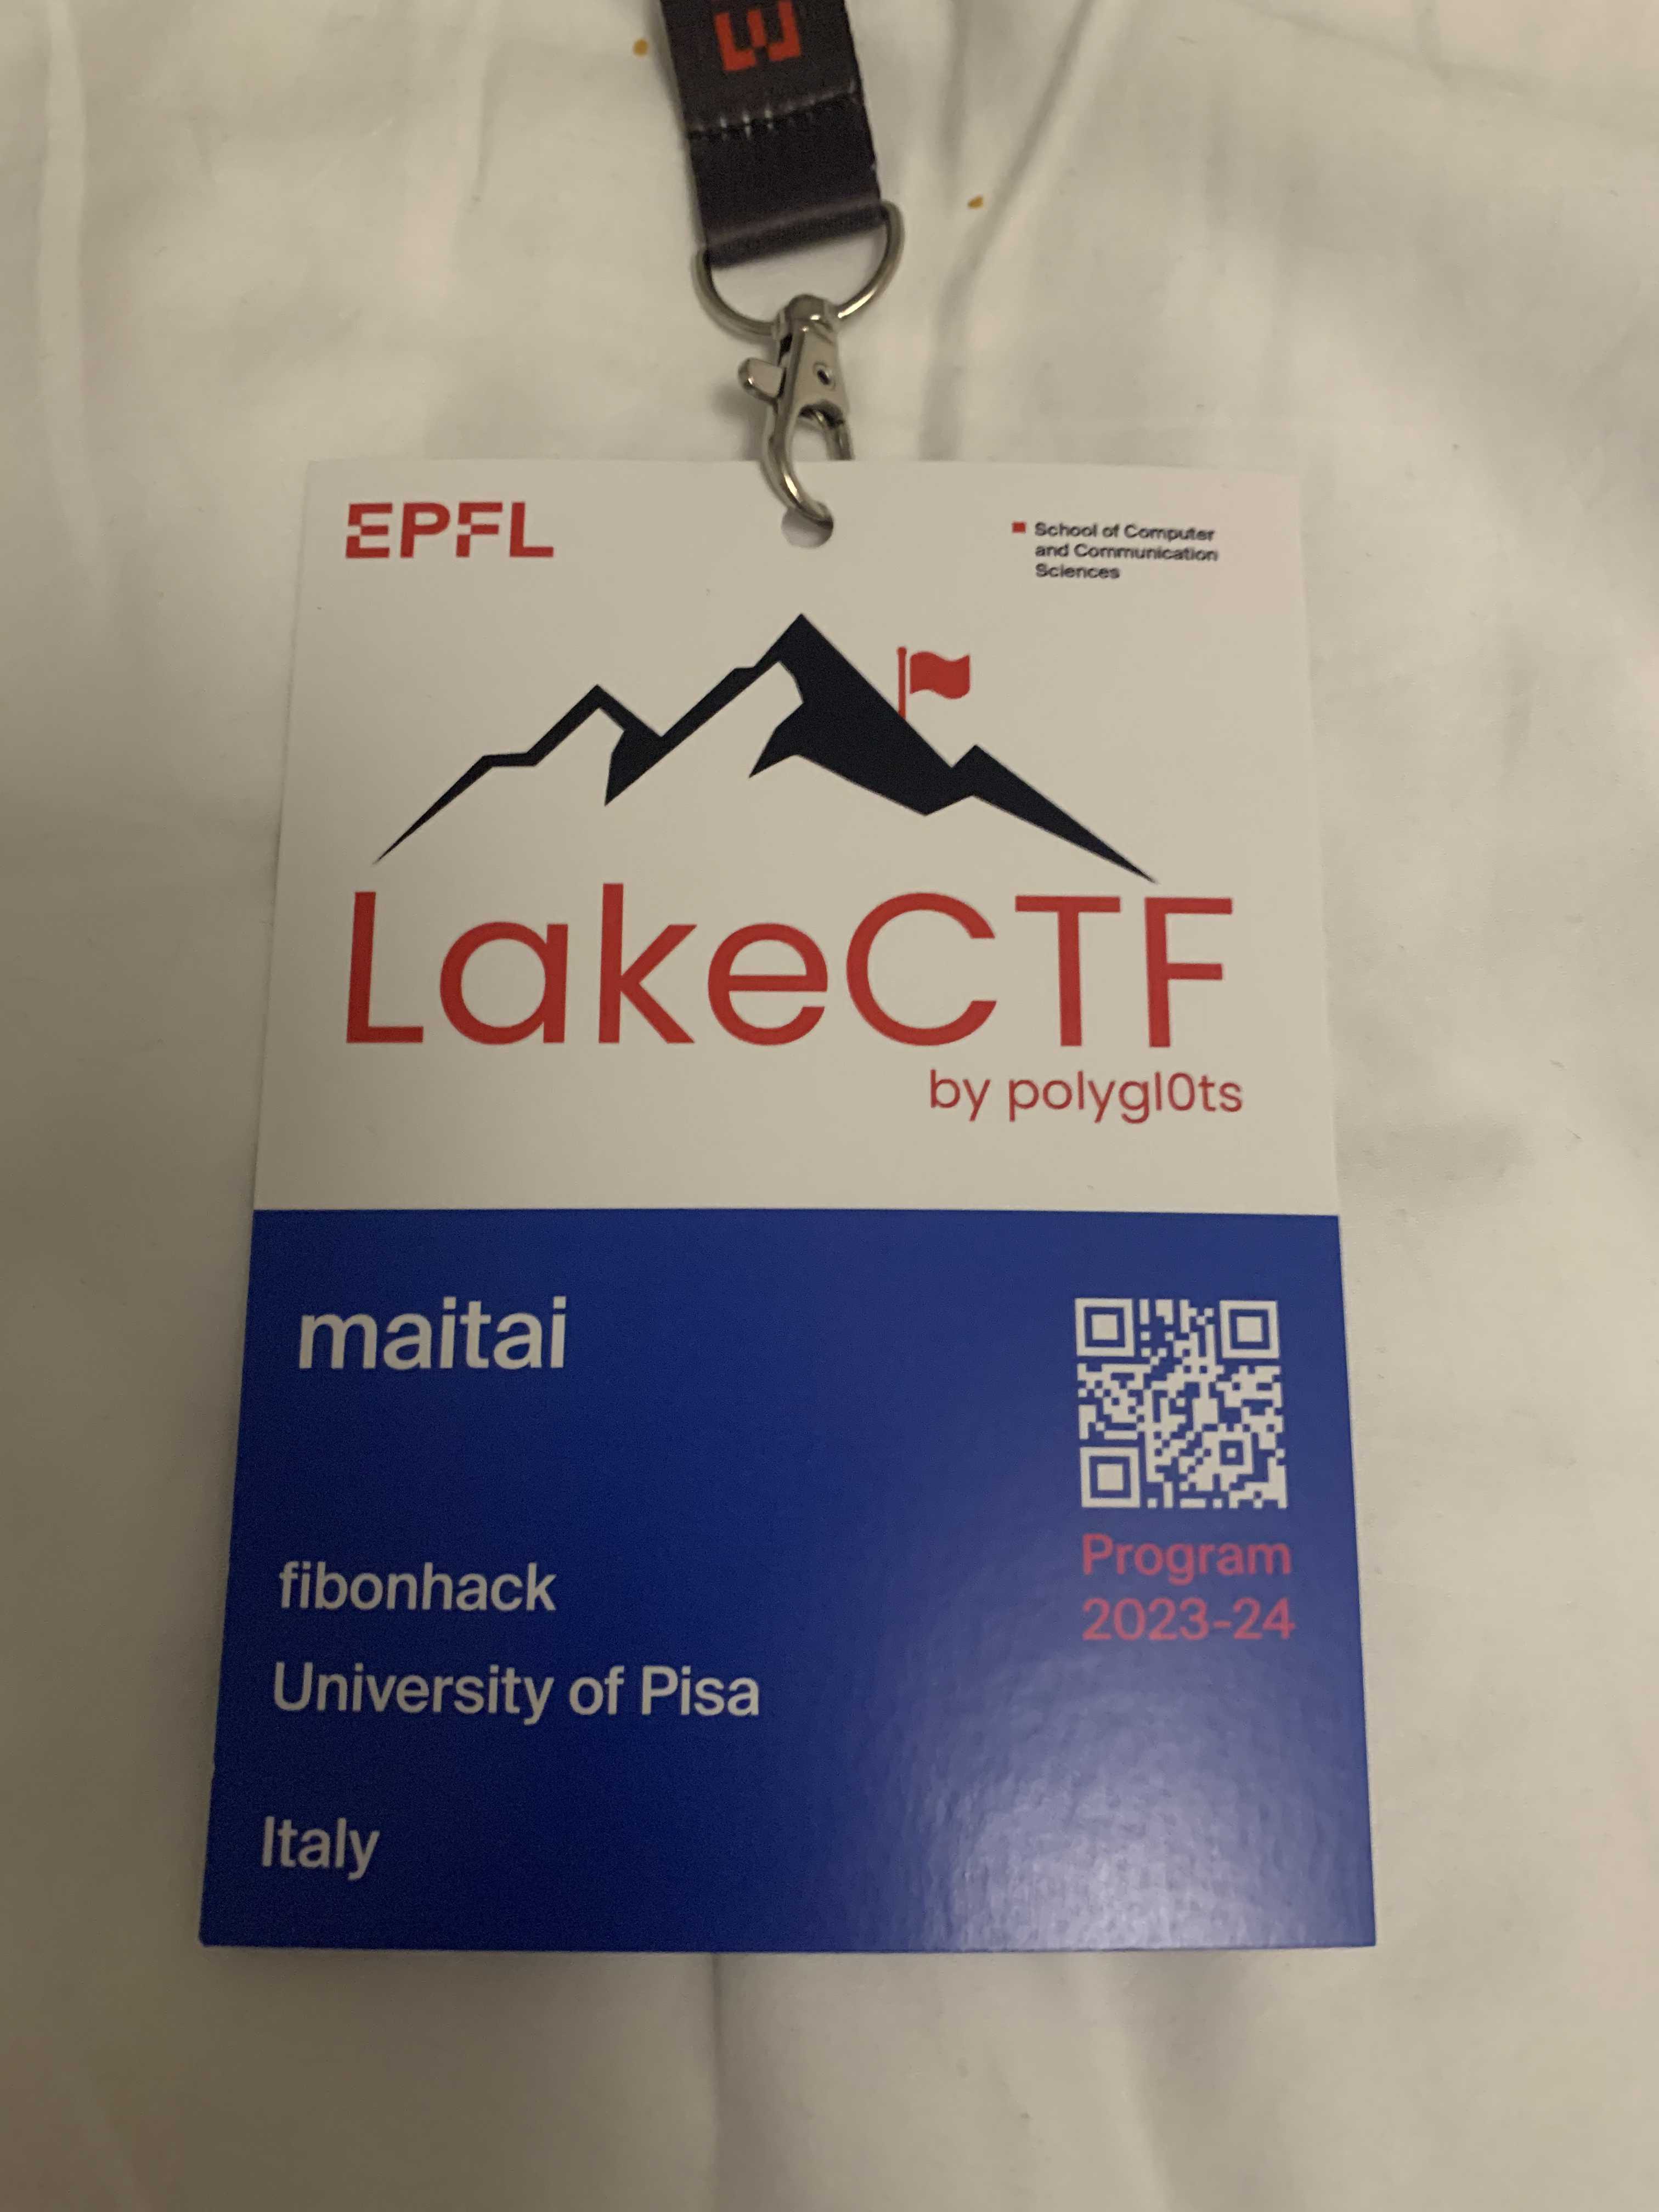 EPFL
School of Computer
and Communication
Sciences
LakeCTF
by polygl0ts
maitai
fibonhack
University of Pisa
Italy
Program
2023-24